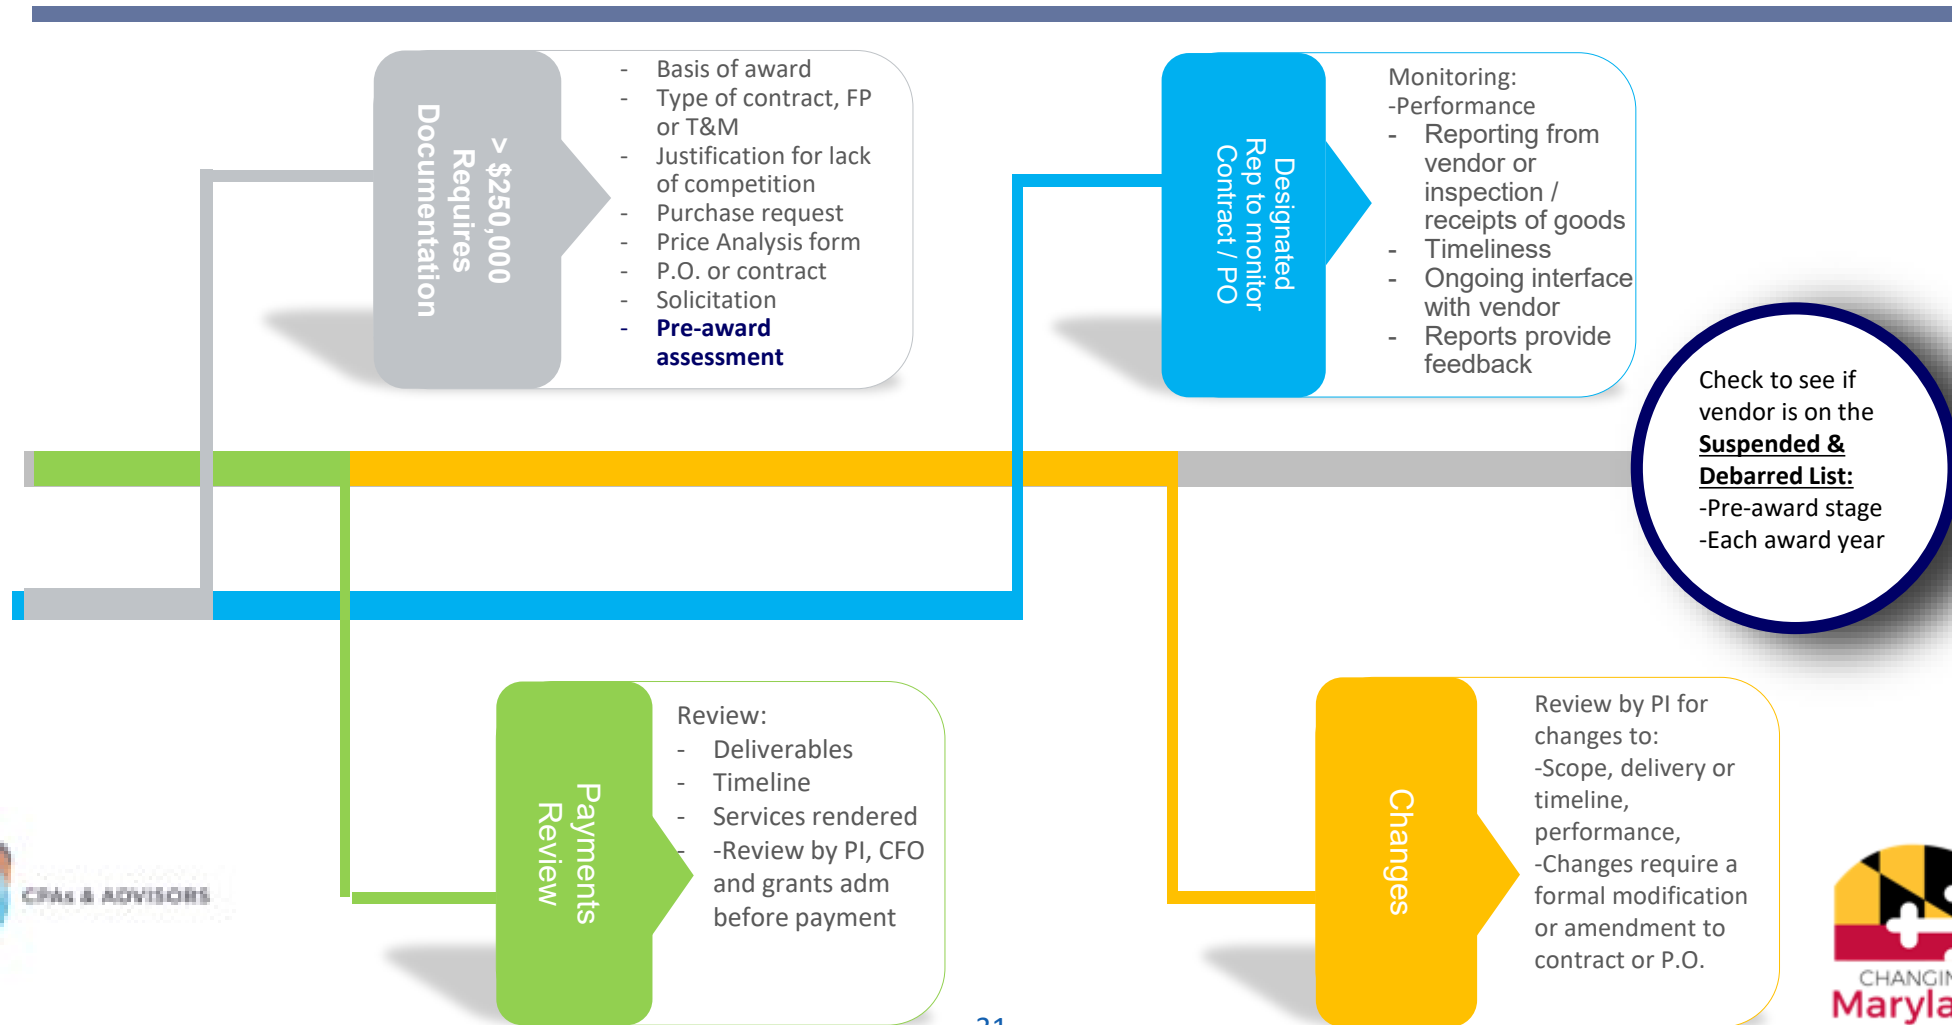 > $250,000
Requires
Documentation
- Basis of award
- Type of contract, FP
or T&M
- Justification for lack
of competition
- Purchase request
- Price Analysis form
- P.O. or contract
- Solicitation
- Pre-award
assessment
Designated
Rep to monitor
Contract / PO
Monitoring:
-Performance
- Reporting from
vendor or
inspection /
receipts of goods
- Timeliness
- Ongoing interface
with vendor
- Reports provide
feedback
Check to see if
vendor is on the
Suspended &
Debarred List:
-Pre-award stage
-Each award year
Payments
Review
Review:
- Deliverables
- Timeline
- Services rendered
- -Review by PI, CFO
and grants adm
before payment
Changes
Review by PI for
changes to:
-Scope, delivery or
timeline,
performance,
-Changes require a
formal modification
or amendment to
contract or P.O.
CPAs & ADVISORS